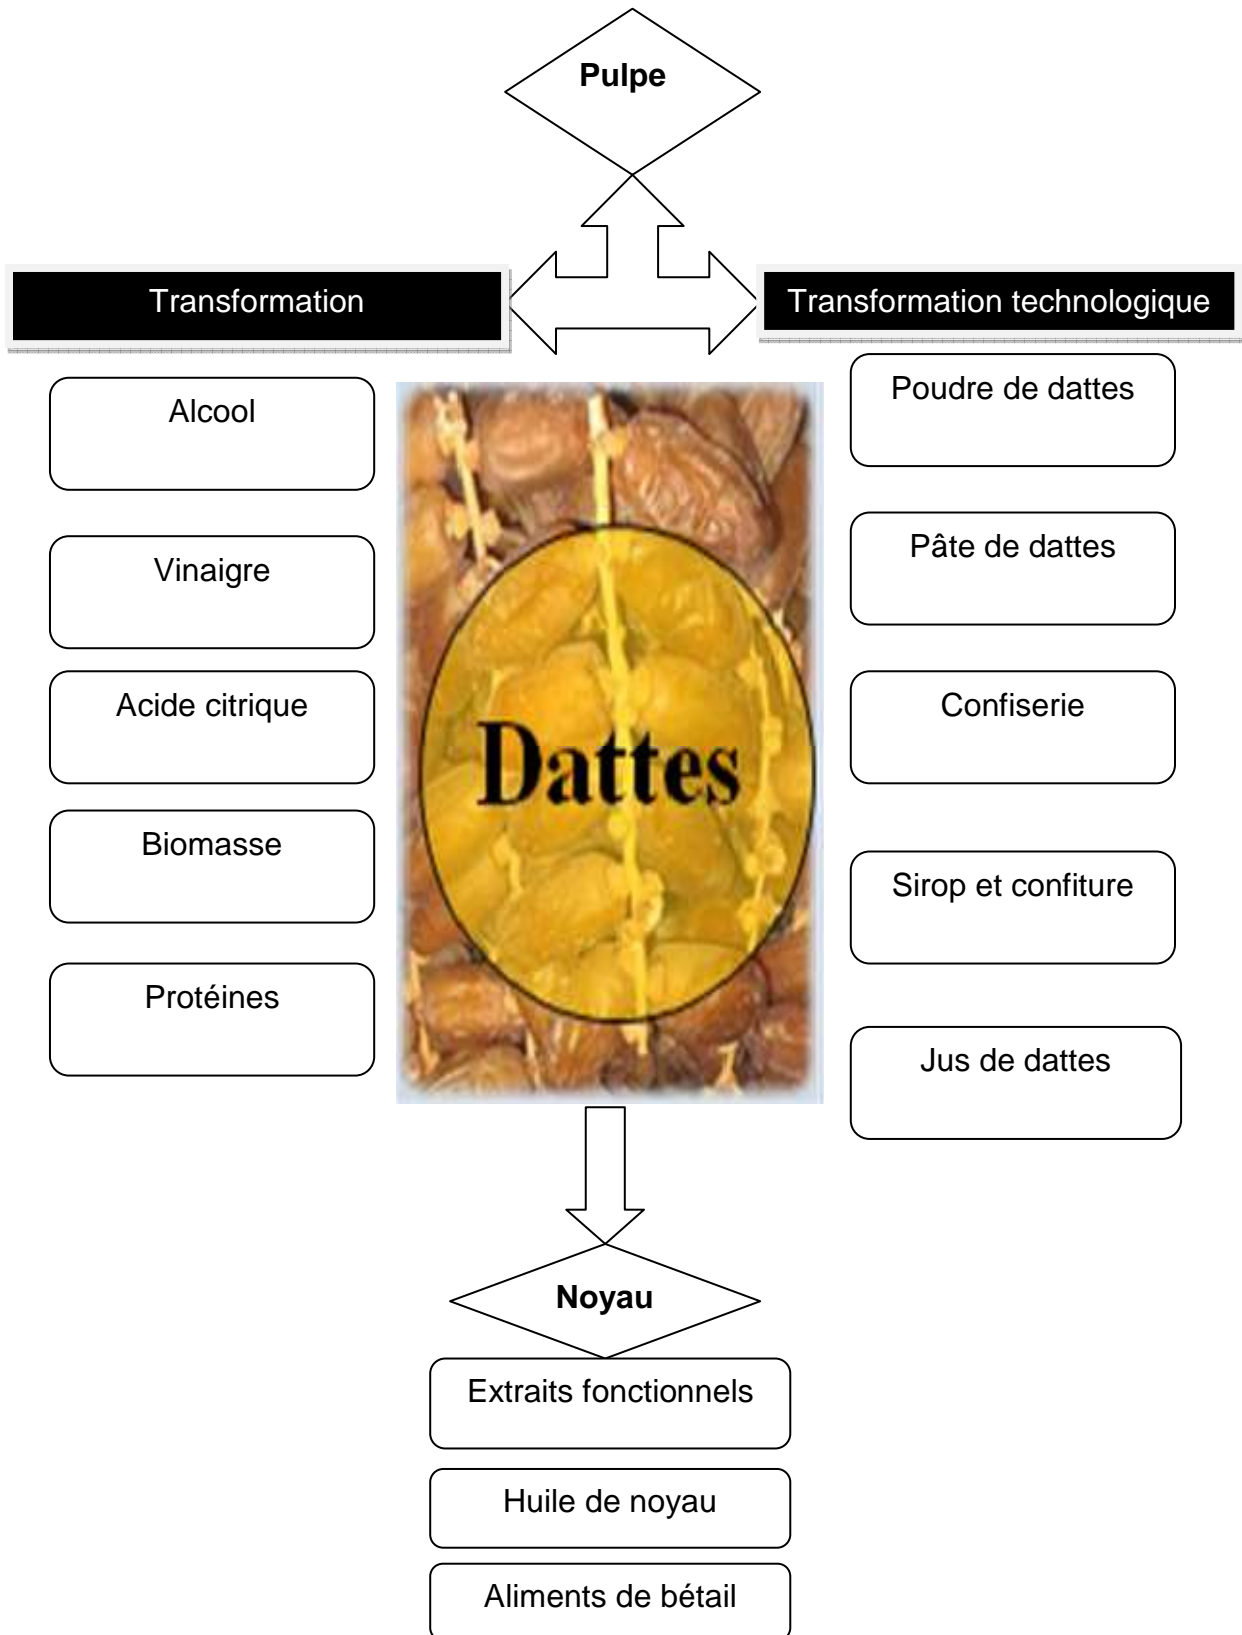 Pulpe
Transformation
Transformation technologique
Alcool
Vinaigre
Acide citrique
Biomasse
Protéines
Dattes
Poudre de dattes
Pâte de dattes
Confiserie
Sirop et confiture
Jus de dattes
Noyau
Extraits fonctionnels
Huile de noyau
Aliments de bétail